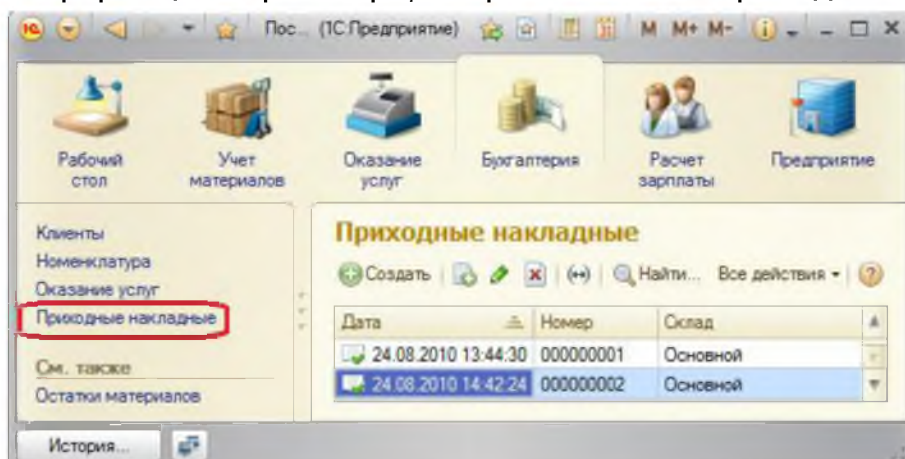 Пос... (1С:Предприятие) M M+ M-
Рабочий стол
Учет материалов
Оказание услуг
Бухгалтерия
Расчет зарплаты
Предприятие
Клиенты
Номенклатура
Оказание услуг
Приходные накладные
См. также
Остатки материалов
Приходные накладные
Создать Найти... Все действия
Дата Номер Склад
24.08.2010 13:44:30 000000001 Основной
24.08.2010 14:42:24 000000002 Основной
История...